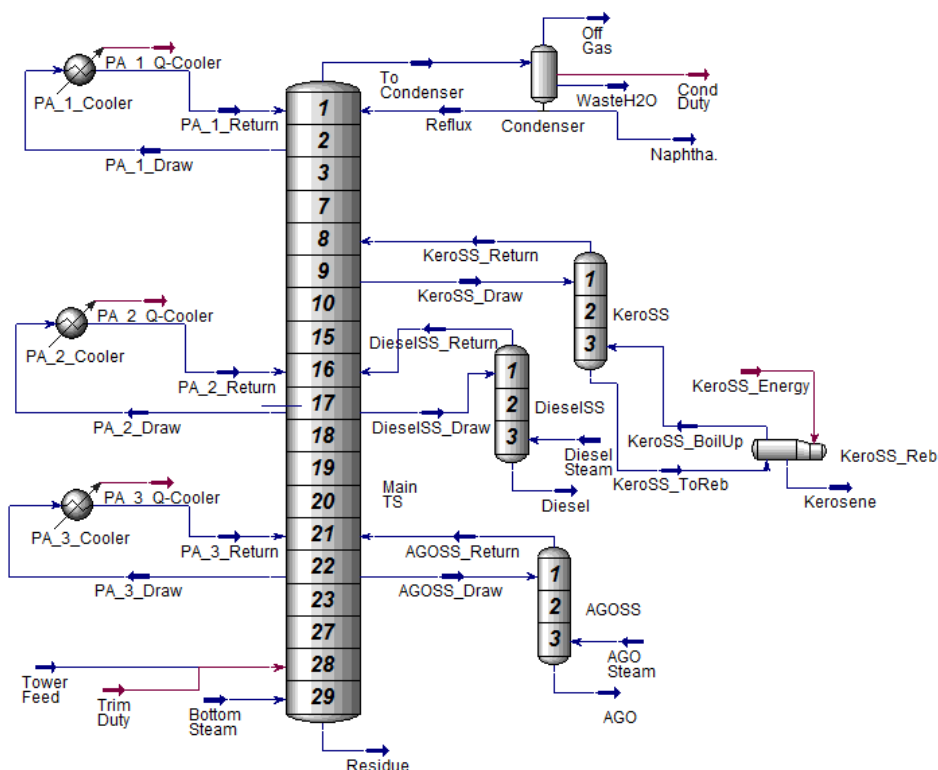 Off
Gas
PA_1_Q-Cooler
To
Condenser
Cond
Duty
WasteH2O
PA_1_Cooler
PA_1_Return
Reflux
Condenser
Naphtha.
PA_1_Draw
1
2
3
7
8
9
10
15
16
17
18
19
20
21
22
23
27
28
29
KeroSS_Return
KeroSS_Draw
1
2
3
KeroSS
PA_2_Q-Cooler
PA_2_Cooler
PA_2_Return
PA_2_Draw
DieselSS_Return
DieselSS_Draw
1
2
3
DieselSS
Diesel
Steam
Diesel
KeroSS_Energy
KeroSS_BoilUp
KeroSS_ToReb
KeroSS_Reb
Kerosene
Main
TS
PA_3_Q-Cooler
PA_3_Cooler
PA_3_Return
PA_3_Draw
AGOSS_Return
AGOSS_Draw
1
2
3
AGOSS
AGO
Steam
AGO
Tower
Feed
Trim
Duty
Bottom
Steam
Residue